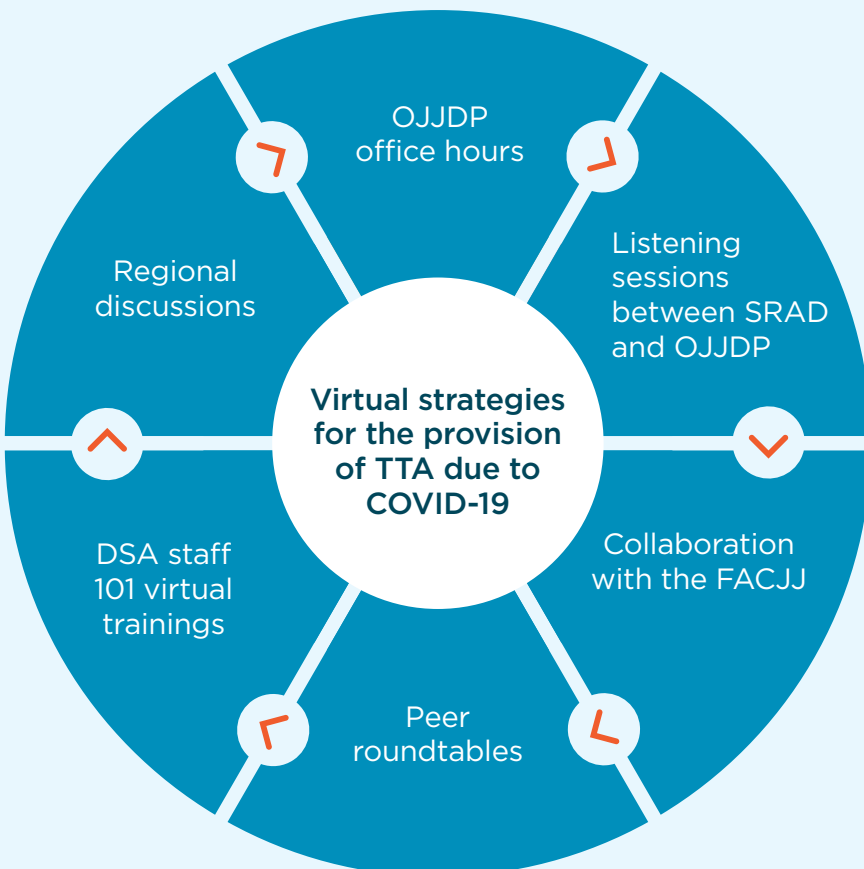 OJJDP
office hours
Listening
sessions
between SRAD
and OJJDP
Collaboration
with the FACJJ
Peer
roundtables
DSA staff
101 virtual
trainings
Regional
discussions
Virtual strategies
for the provision
of TTA due to
COVID-19